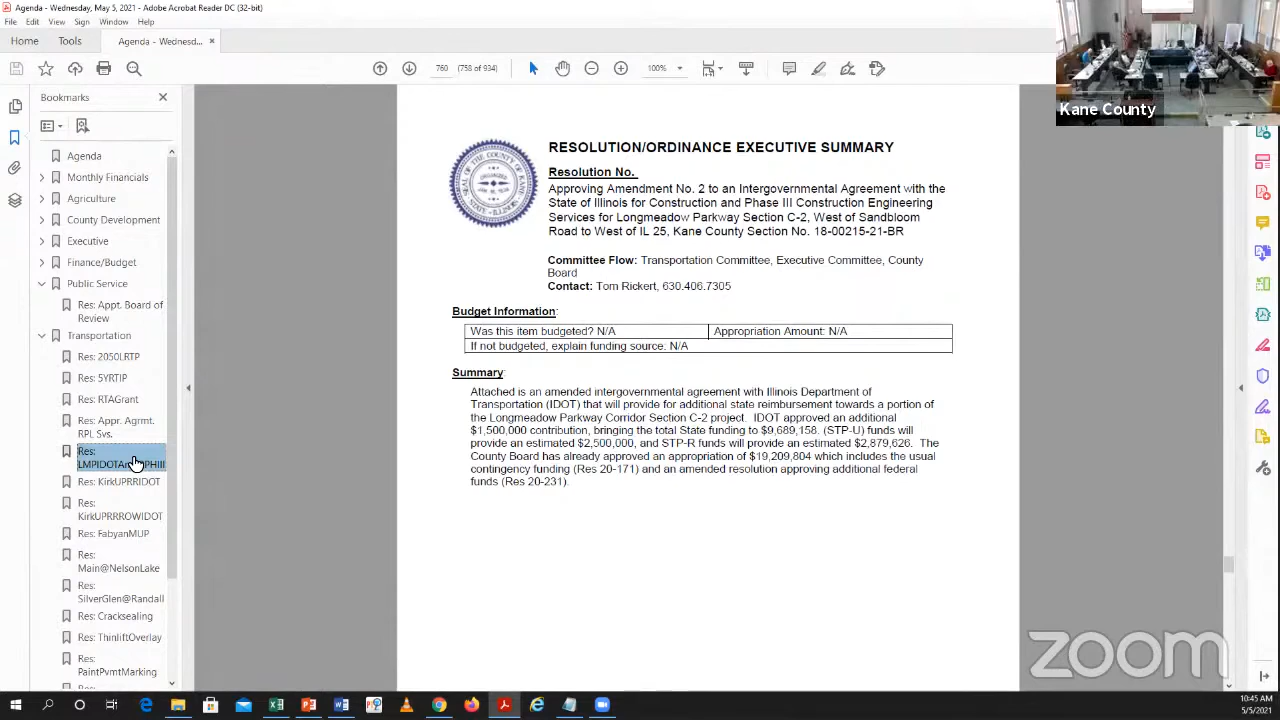 Agenda - Wednesday, May 5, 2021 - Adobe Acrobat Reader DC (32-bit)
File Edit View Sign Window Help
Home Tools Agenda - Wednesd... ×
760 (758 of 934) 100%
Kane County
Bookmarks
Agenda
Monthly Financials
Agriculture
County Development
Executive
Finance/Budget
Public Service
Res: Appt. Board of
Review
Transportation
Res: 2050LRTP
Res: 5YRTIP
Res: RTAGrant
Res: Appr. Agrmt.
RPL Svs.
Res:
Res: KirkUPRRIDOT
Res:
KirkUPRRROWIDOT
Res: FabyanMUP
Res:
Main@NelsonLake
Res:
SilverGlen@Randall
Res: Cracksealing
Res: ThinliftOverlay
Res:
PaintPvmtMarking
RESOLUTION/ORDINANCE EXECUTIVE SUMMARY
Resolution No.
Approving Amendment No. 2 to an Intergovernmental Agreement with the
State of Illinois for Construction and Phase III Construction Engineering
Services for Longmeadow Parkway Section C-2, West of Sandbloom
Road to West of IL 25, Kane County Section No. 18-00215-21-BR
Committee Flow: Transportation Committee, Executive Committee, County
Board
Contact: Tom Rickert, 630.406.7305
Budget Information:
Was this item budgeted? N/A Appropriation Amount: N/A
If not budgeted, explain funding source: N/A
Summary:
Attached is an amended intergovernmental agreement with Illinois Department of
Transportation (IDOT) that will provide for additional state reimbursement towards a portion of
the Longmeadow Parkway Corridor Section C-2 project. IDOT approved an additional
$1,500,000 contribution, bringing the total State funding to $9,689,158. (STP-U) funds will
provide an estimated $2,500,000, and STP-R funds will provide an estimated $2,879,626. The
County Board has already approved an appropriation of $19,209,804 which includes the usual
contingency funding (Res 20-171) and an amended resolution approving additional federal
funds (Res 20-231).
zoom
10:45 AM
5/5/2021